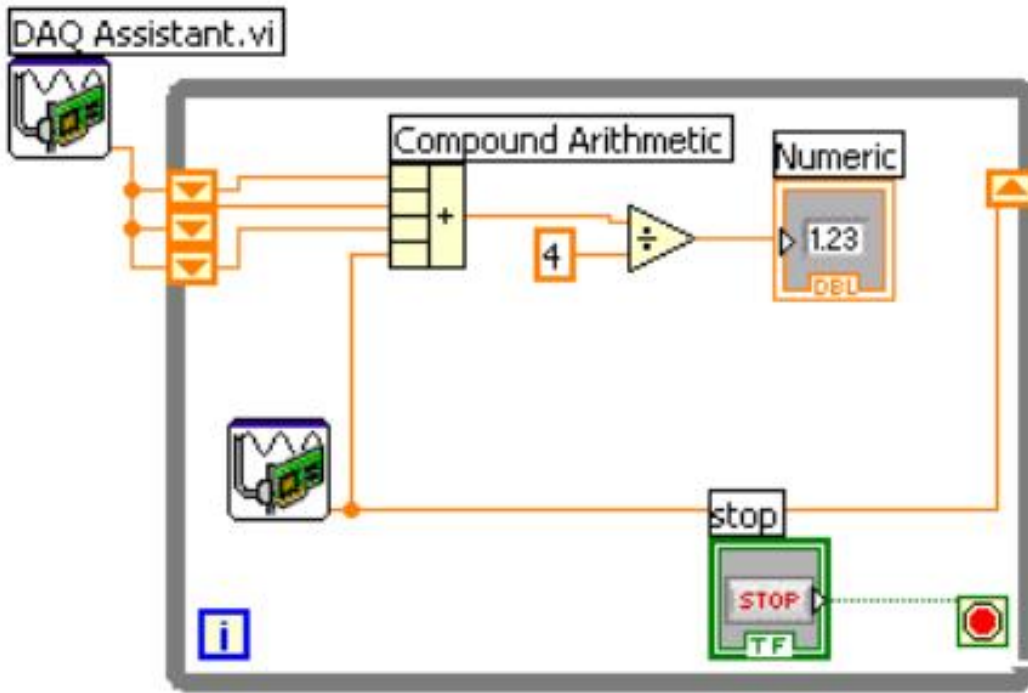 DAQ Assistant.vi
Compound Arithmetic
Numeric
+
÷
4
1.23
DBL
stop
STOP
TF
i